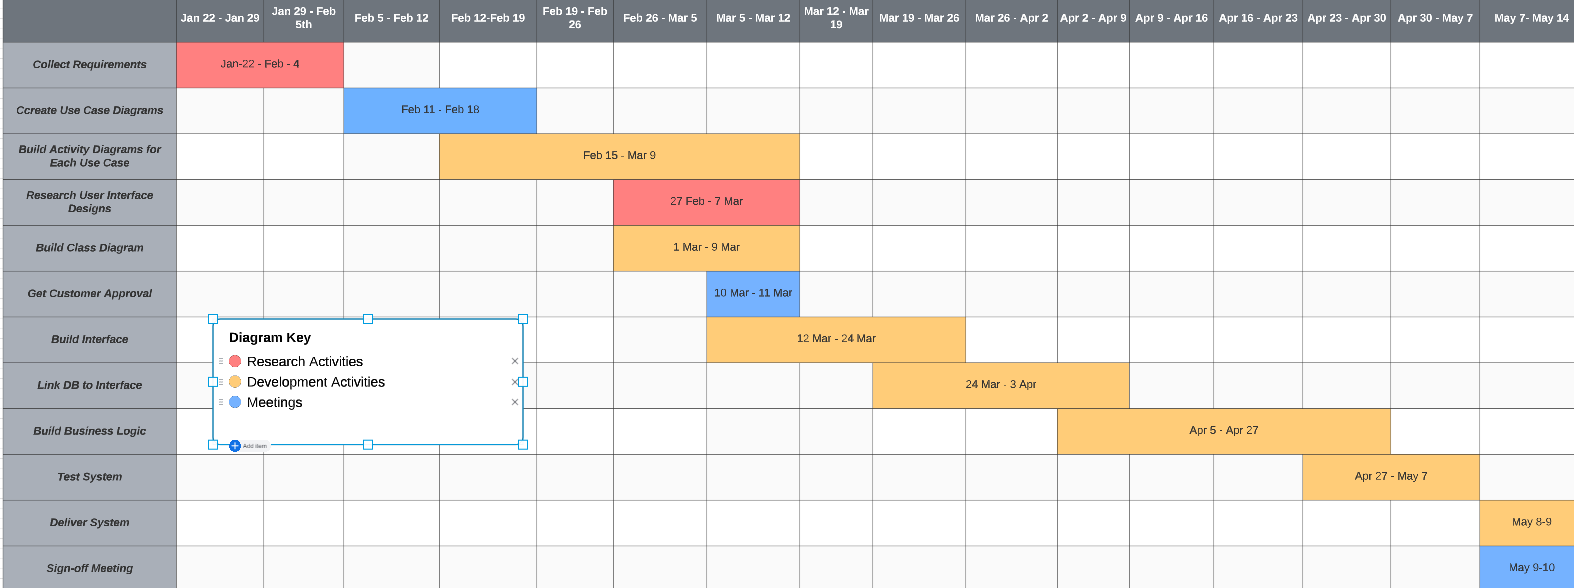 Jan 22 - Jan 29
Jan 29 - Feb
5th
Feb 5 - Feb 12
Feb 12-Feb 19
Feb 19 - Feb
26
Feb 26 - Mar 5
Mar 5 - Mar 12
Mar 12 - Mar
19
Mar 19 - Mar 26
Mar 26 - Apr 2
Apr 2 - Apr 9
Apr 9 - Apr 16
Apr 16 - Apr 23
Apr 23 - Apr 30
Apr 30 - May 7
May 7- May 14
Collect Requirements
Jan-22 - Feb - 4
Ccreate Use Case Diagrams
Feb 11 - Feb 18
Build Activity Diagrams for
Each Use Case
Feb 15 - Mar 9
Research User Interface
Designs
27 Feb - 7 Mar
Build Class Diagram
1 Mar - 9 Mar
Get Customer Approval
10 Mar - 11 Mar
Build Interface
12 Mar - 24 Mar
Link DB to Interface
24 Mar - 3 Apr
Build Business Logic
Apr 5 - Apr 27
Test System
Apr 27 - May 7
Deliver System
May 8-9
Sign-off Meeting
May 9-10
Diagram Key
Research Activities
Development Activities
Meetings
Add item